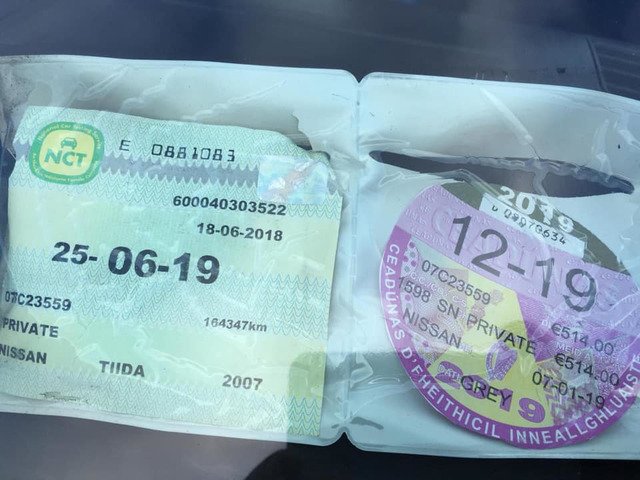 NCT
E 0881083
600040303522
18-06-2018
25-06-19
07C23559
164347km
PRIVATE
NISSAN TIIDA 2007
2019
12-19
07C23559
1598 SN PRIVATE €514.00
NISSAN €514.00
GREY 07-01-19
2019
CEADÚNAS D'FHEITHICIL INNEALLGHLUAISTE